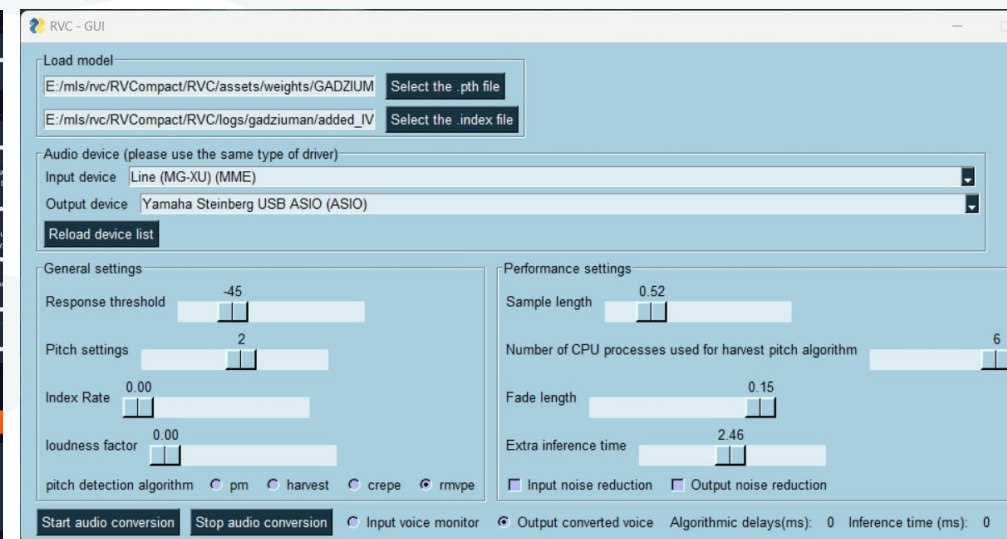 RVC - GUI
Load model
E:/mls/rvc/RVCompact/RVC/assets/weights/GADZIUM Select the .pth file
E:/mls/rvc/RVCompact/RVC/logs/gadziuman/added_IV Select the .index file
Audio device (please use the same type of driver)
Input device Line (MG-XU) (MME)
Output device Yamaha Steinberg USB ASIO (ASIO)
Reload device list
General settings
Response threshold -45
Pitch settings 2
Index Rate 0.00
loudness factor 0.00
pitch detection algorithm pm harvest crepe rmvpe
Performance settings
Sample length 0.52
Number of CPU processes used for harvest pitch algorithm 6
Fade length 0.15
Extra inference time 2.46
Input noise reduction Output noise reduction
Start audio conversion Stop audio conversion Input voice monitor Output converted voice Algorithmic delays(ms): 0 Inference time (ms): 0